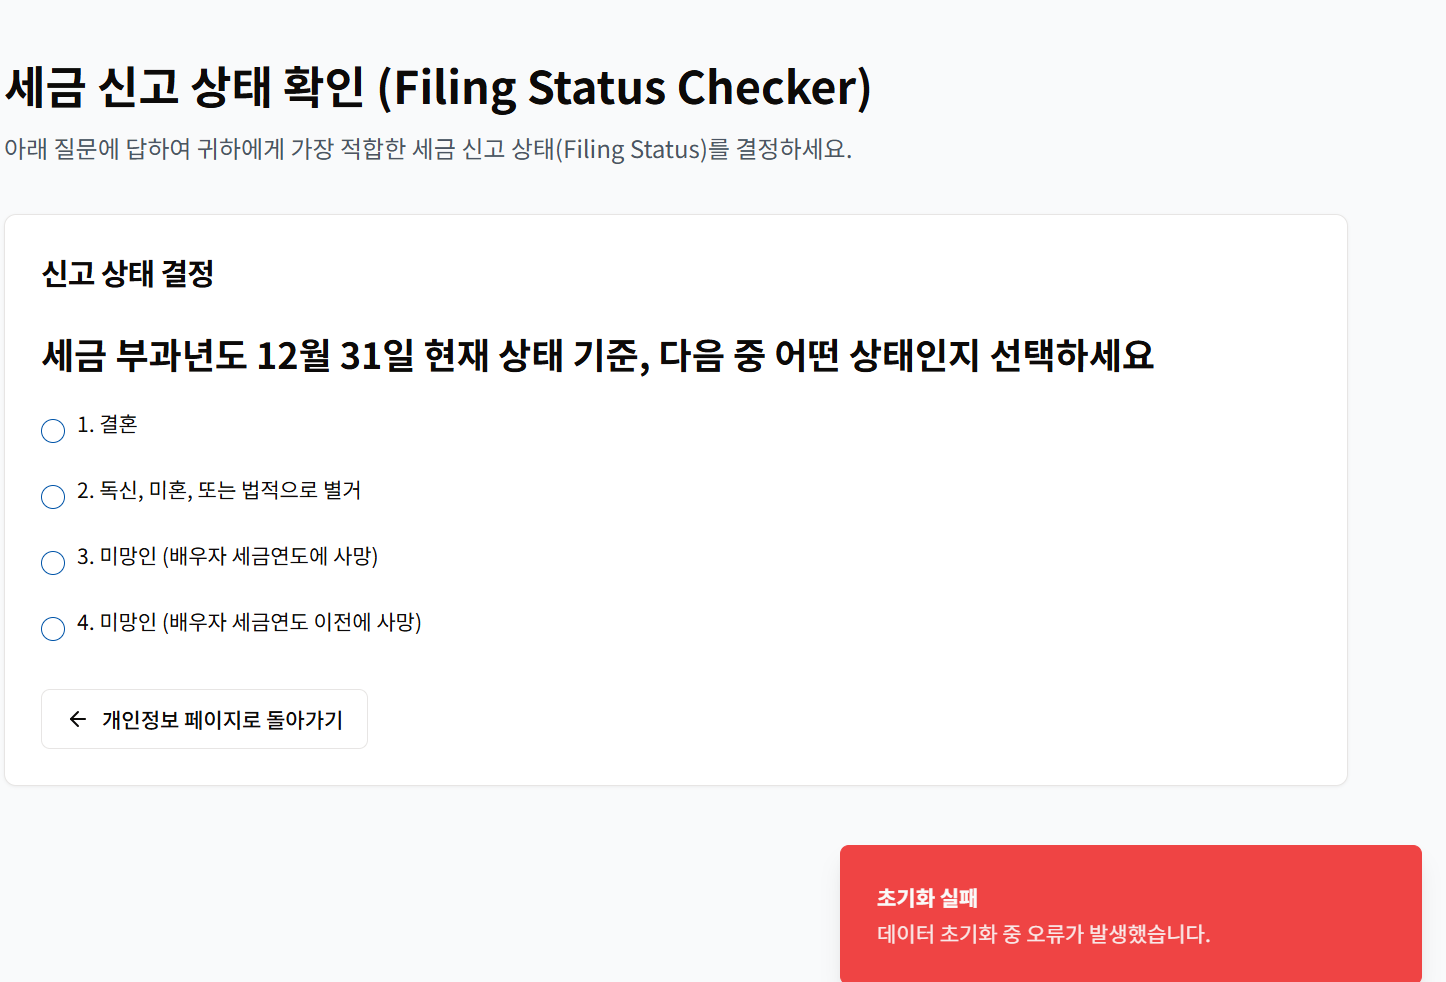 세금 신고 상태 확인 (Filing Status Checker)
아래 질문에 답하여 귀하에게 가장 적합한 세금 신고 상태(Filing Status)를 결정하세요.
신고 상태 결정
세금 부과년도 12월 31일 현재 상태 기준, 다음 중 어떤 상태인지 선택하세요
1. 결혼
2. 독신, 미혼, 또는 법적으로 별거
3. 미망인 (배우자 세금연도에 사망)
4. 미망인 (배우자 세금연도 이전에 사망)
개인정보 페이지로 돌아가기
초기화 실패
데이터 초기화 중 오류가 발생했습니다.